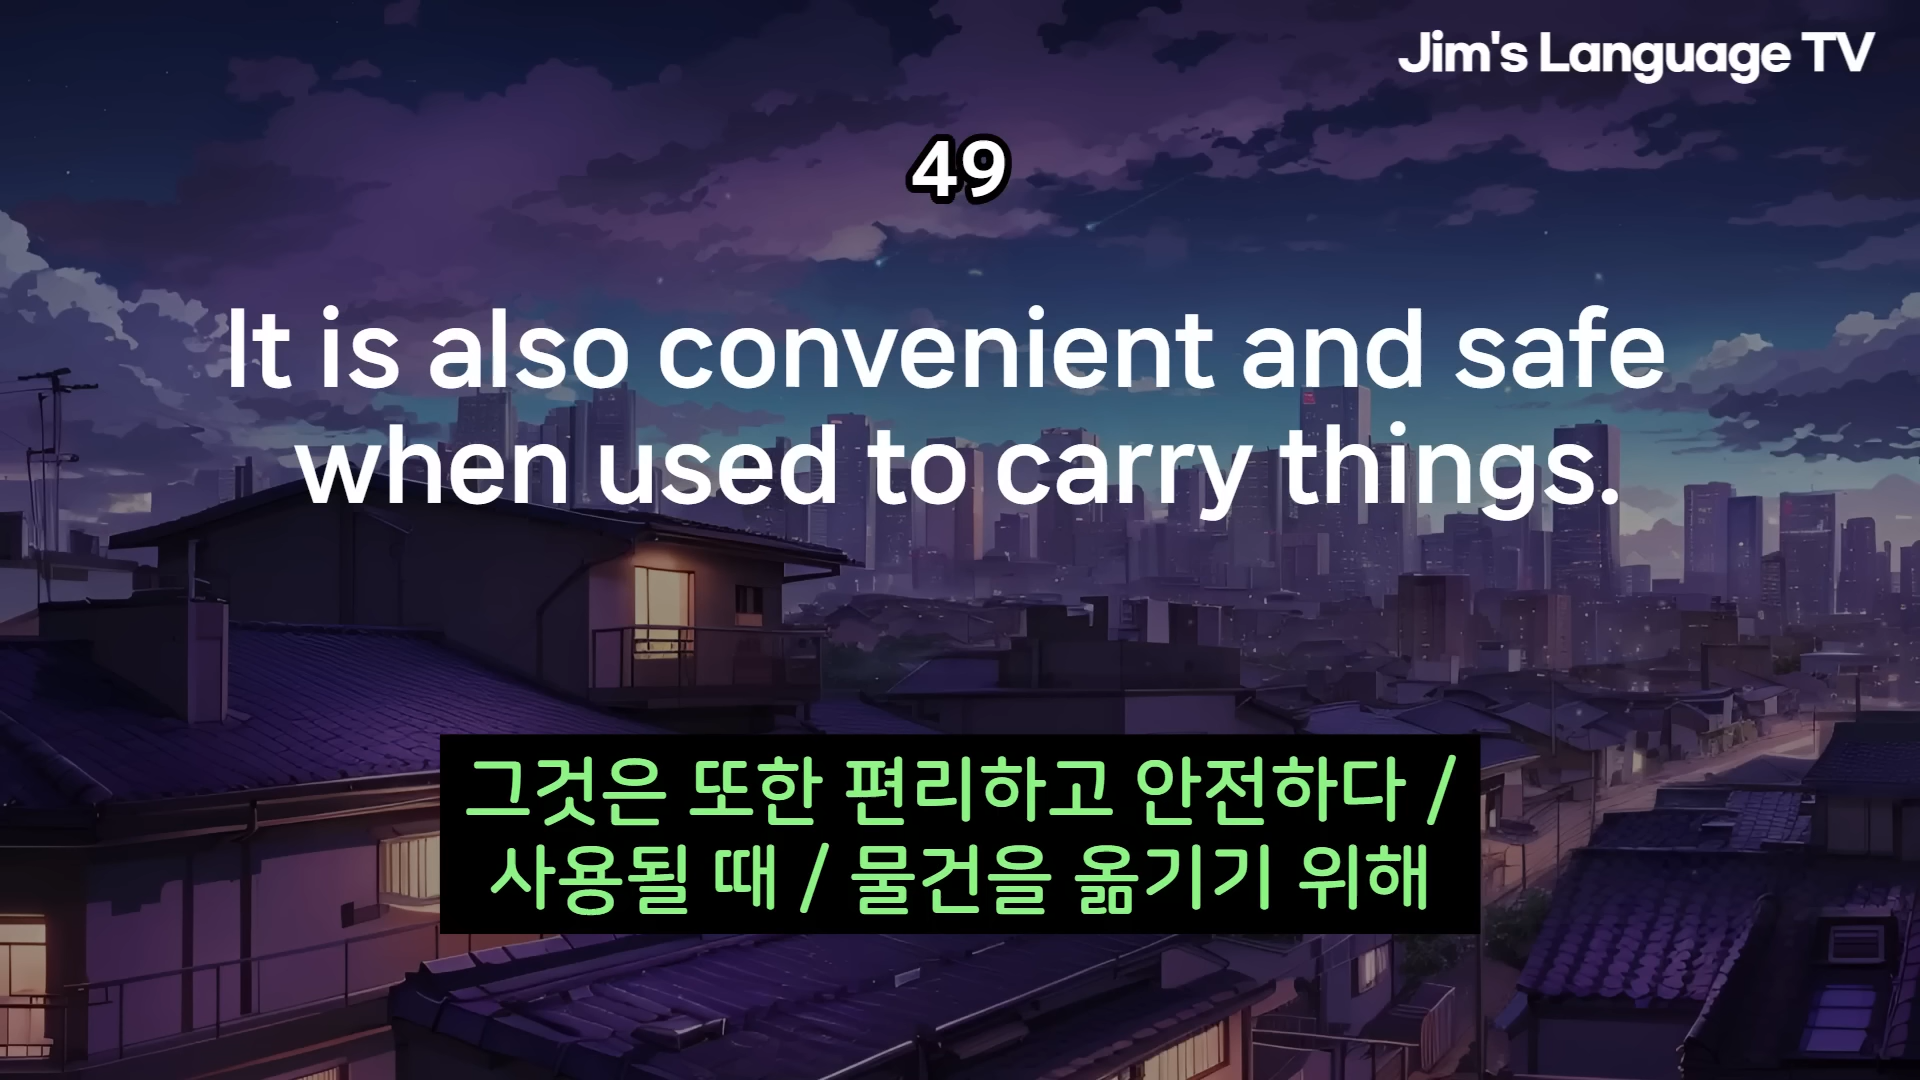 Jim's Language TV
49
It is also convenient and safe
when used to carry things.
그것은 또한 편리하고 안전하다 /
사용될 때 / 물건을 옮기기 위해